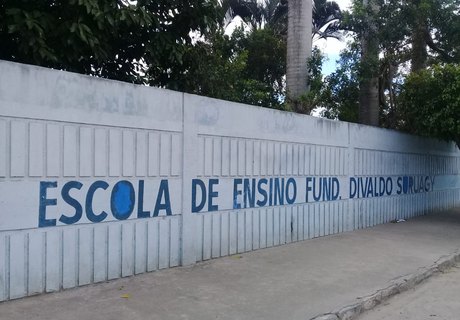 ESCOLA DE ENSINO FUND. DIVALDO SURUAGY